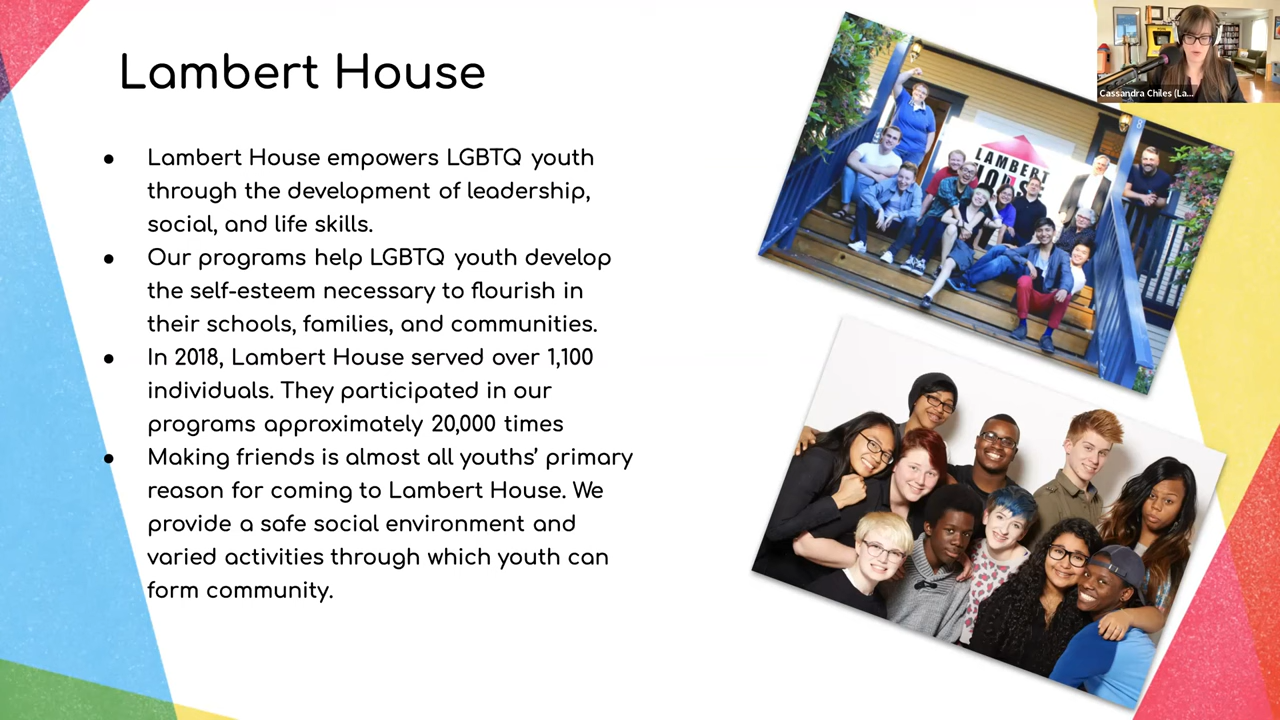 Lambert House
Cassandra Chiles (La...
● Lambert House empowers LGBTQ youth
through the development of leadership,
social, and life skills.
● Our programs help LGBTQ youth develop
the self-esteem necessary to flourish in
their schools, families, and communities.
● In 2018, Lambert House served over 1,100
individuals. They participated in our
programs approximately 20,000 times
● Making friends is almost all youths’ primary
reason for coming to Lambert House. We
provide a safe social environment and
varied activities through which youth can
form community.
LAMBERT
HOUSE